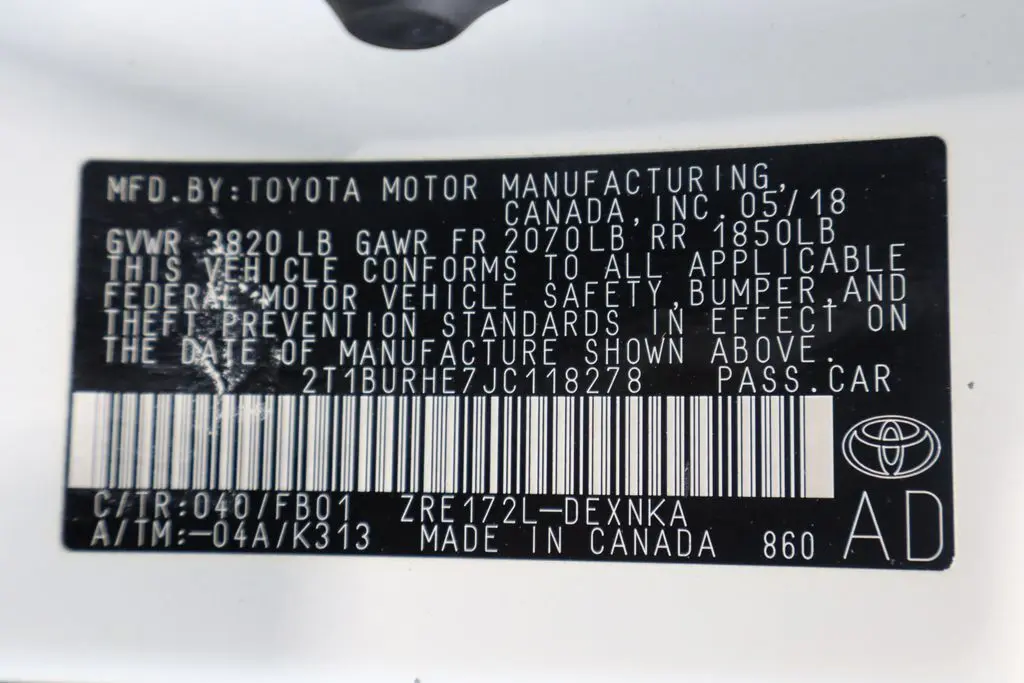 MFD.BY:TOYOTA MOTOR MANUFACTURING,
CANADA,INC.05/18
GVWR 3820 LB GAWR FR 2070LB RR 1850LB
THIS VEHICLE CONFORMS TO ALL APPLICABLE
FEDERAL MOTOR VEHICLE SAFETY,BUMPER,AND
THEFT PREVENTION STANDARDS IN EFFECT ON
THE DATE OF MANUFACTURE SHOWN ABOVE.
2T1BURHE7JC118278 PASS.CAR
C/TR:040/FB01 ZRE172L-DEXNKA
A/TM:-04A/K313 MADE IN CANADA 860 AD